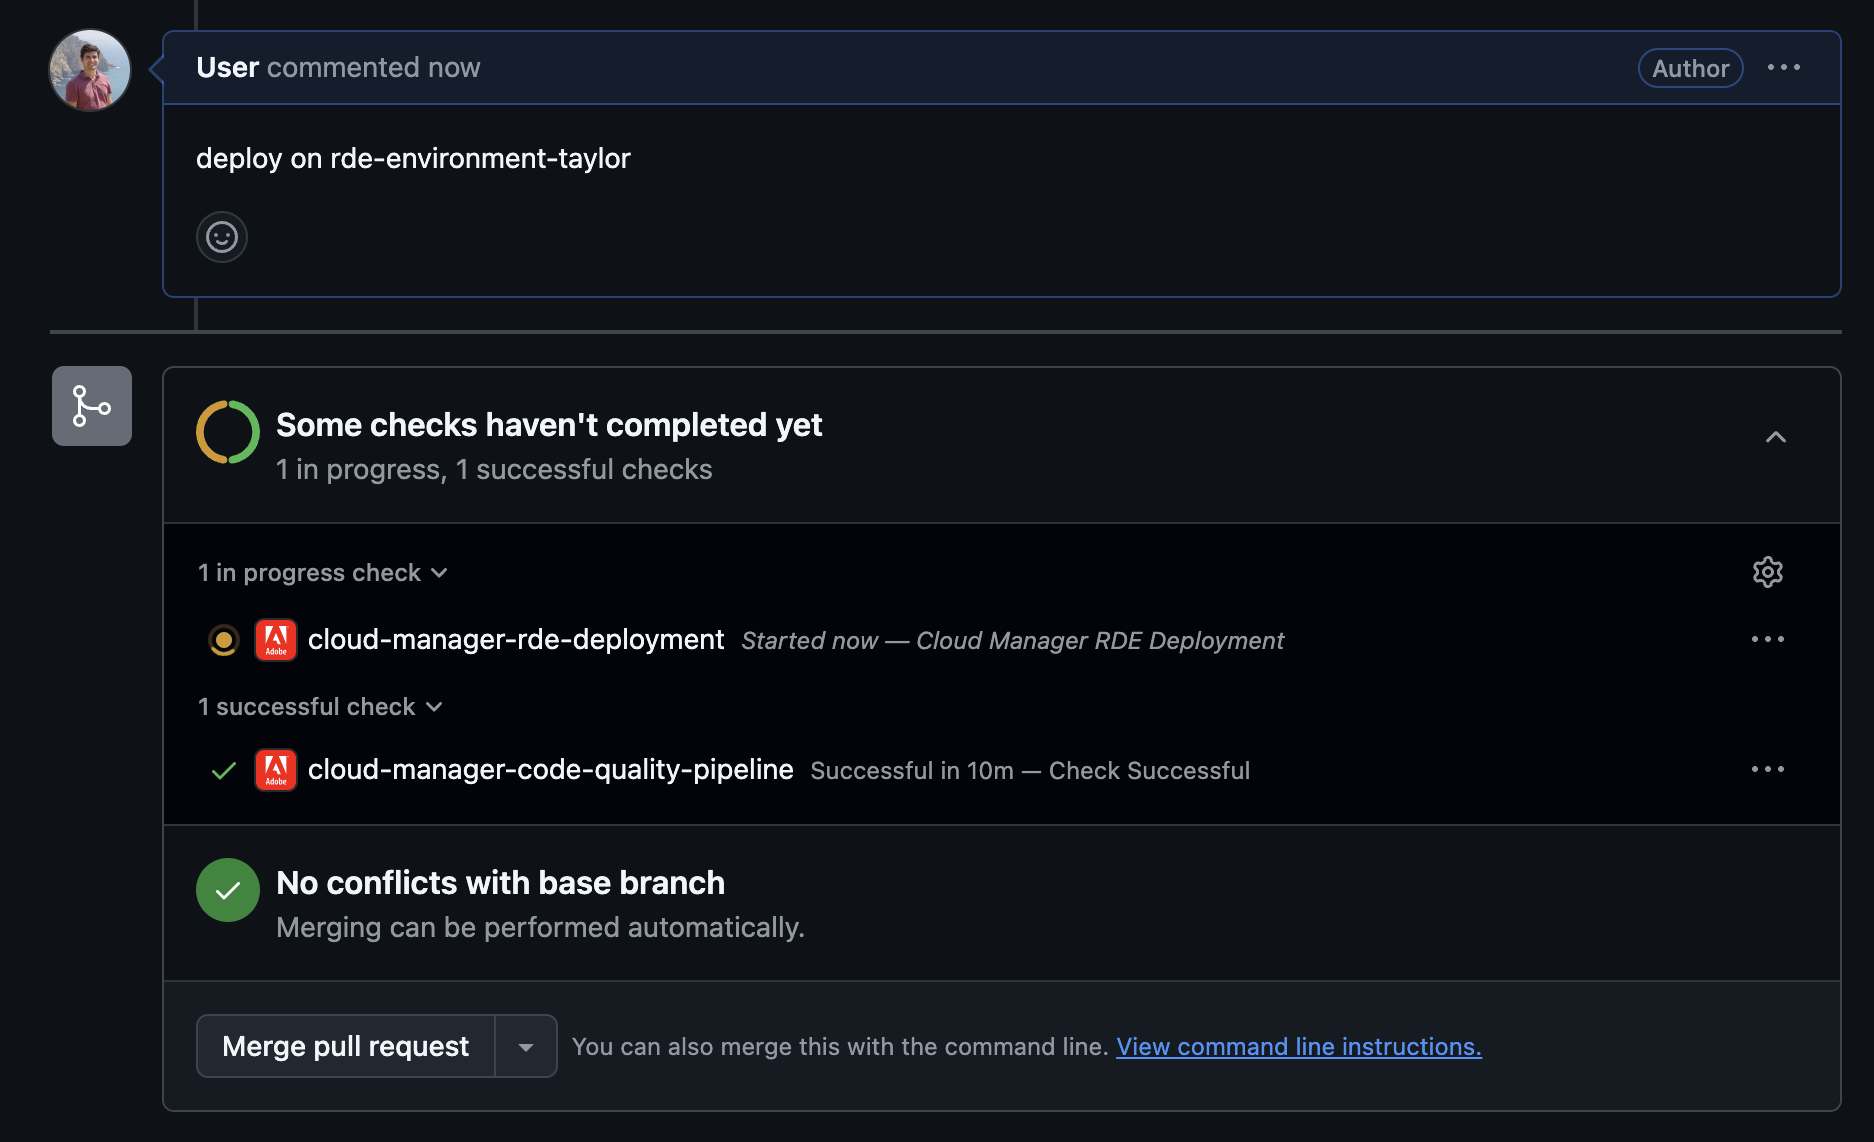 User commented now
Author
deploy on rde-environment-taylor
Some checks haven't completed yet
1 in progress, 1 successful checks
1 in progress check
Adobe cloud-manager-rde-deployment Started now — Cloud Manager RDE Deployment
1 successful check
Adobe cloud-manager-code-quality-pipeline Successful in 10m — Check Successful
No conflicts with base branch
Merging can be performed automatically.
Merge pull request
You can also merge this with the command line. View command line instructions.